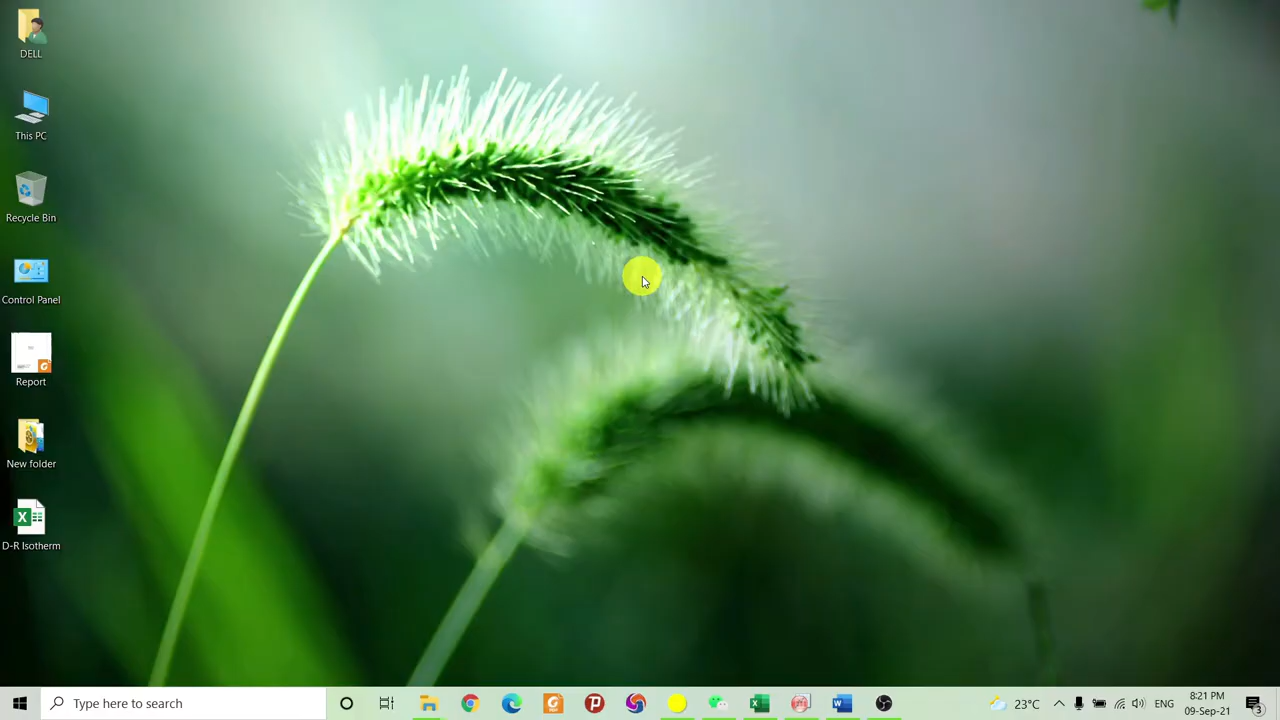 DELL
This PC
Recycle Bin
Control Panel
Report
New folder
D-R Isotherm
Type here to search
23°C
ENG
8:21 PM
09-Sep-21
3